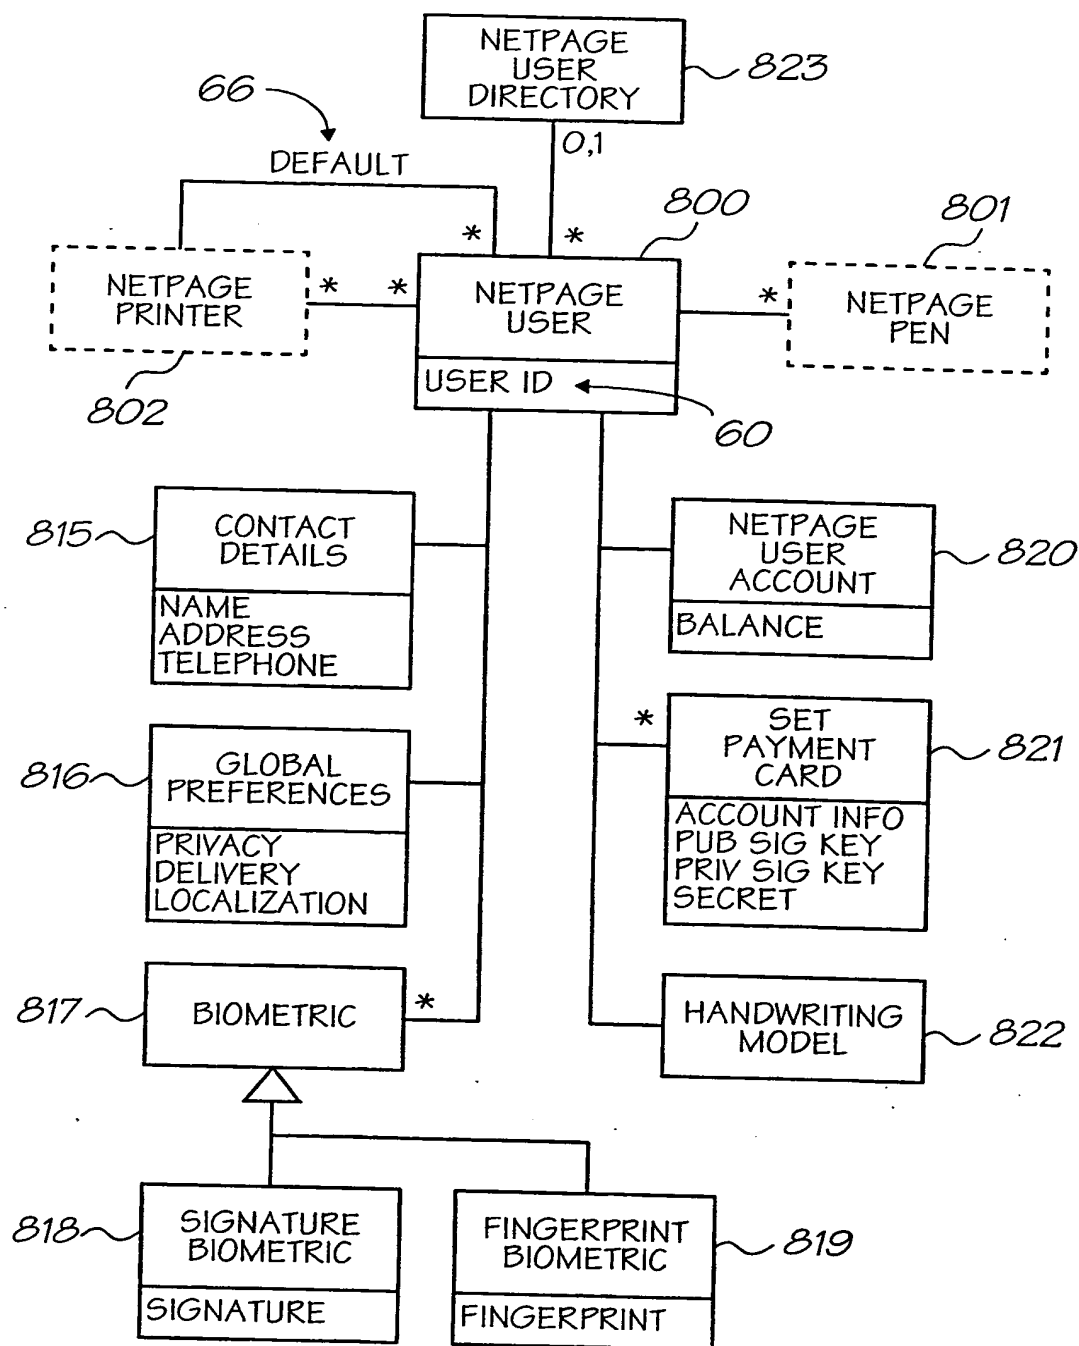 NETPAGE
USER
DIRECTORY
823
66
DEFAULT
0,1
*
*
800
801
NETPAGE
PRINTER
*
*
802
NETPAGE
USER
USER ID
60
*
NETPAGE
PEN
815
CONTACT
DETAILS
NAME
ADDRESS
TELEPHONE
NETPAGE
USER
ACCOUNT
BALANCE
820
816
GLOBAL
PREFERENCES
PRIVACY
DELIVERY
LOCALIZATION
*
SET
PAYMENT
CARD
ACCOUNT INFO
PUB SIG KEY
PRIV SIG KEY
SECRET
821
817
BIOMETRIC
*
HANDWRITING
MODEL
822
818
SIGNATURE
BIOMETRIC
SIGNATURE
FINGERPRINT
BIOMETRIC
FINGERPRINT
819